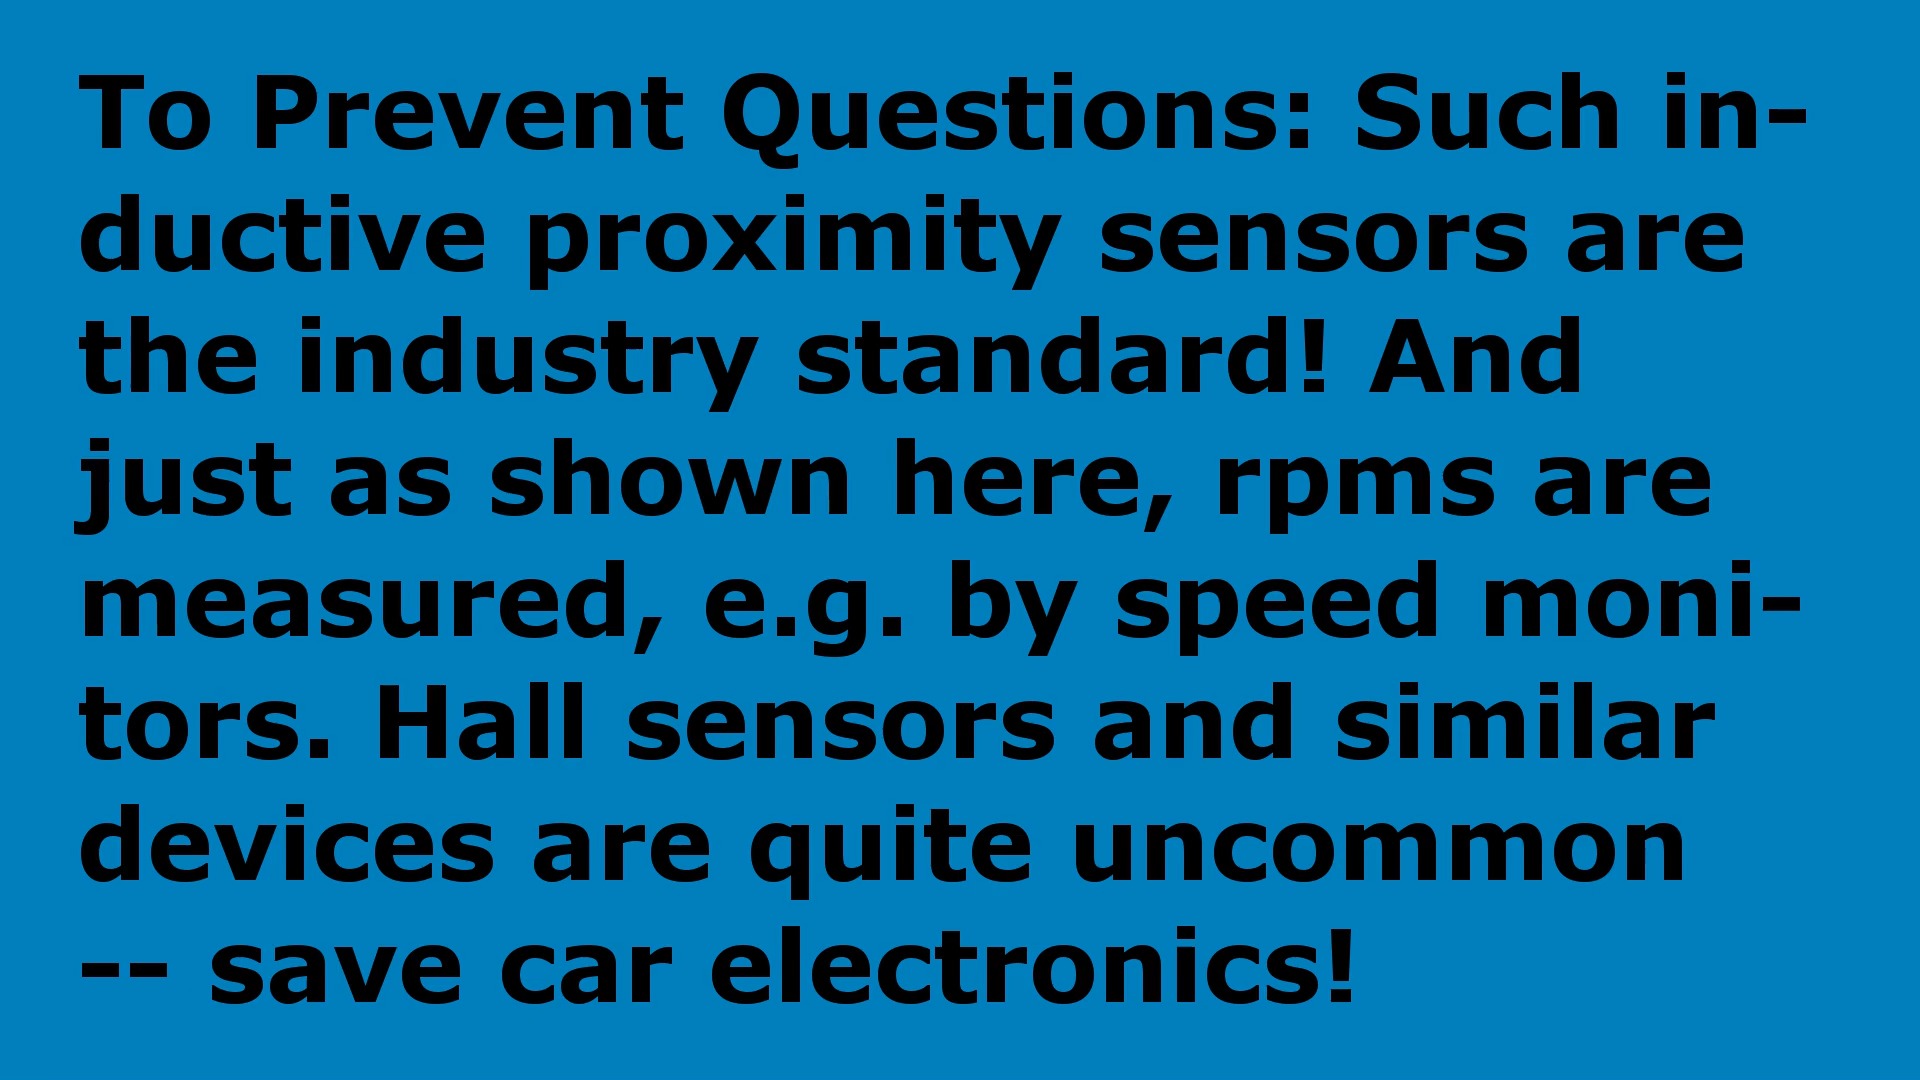 To Prevent Questions: Such in-
ductive proximity sensors are
the industry standard! And
just as shown here, rpms are
measured, e.g. by speed moni-
tors. Hall sensors and similar
devices are quite uncommon
-- save car electronics!